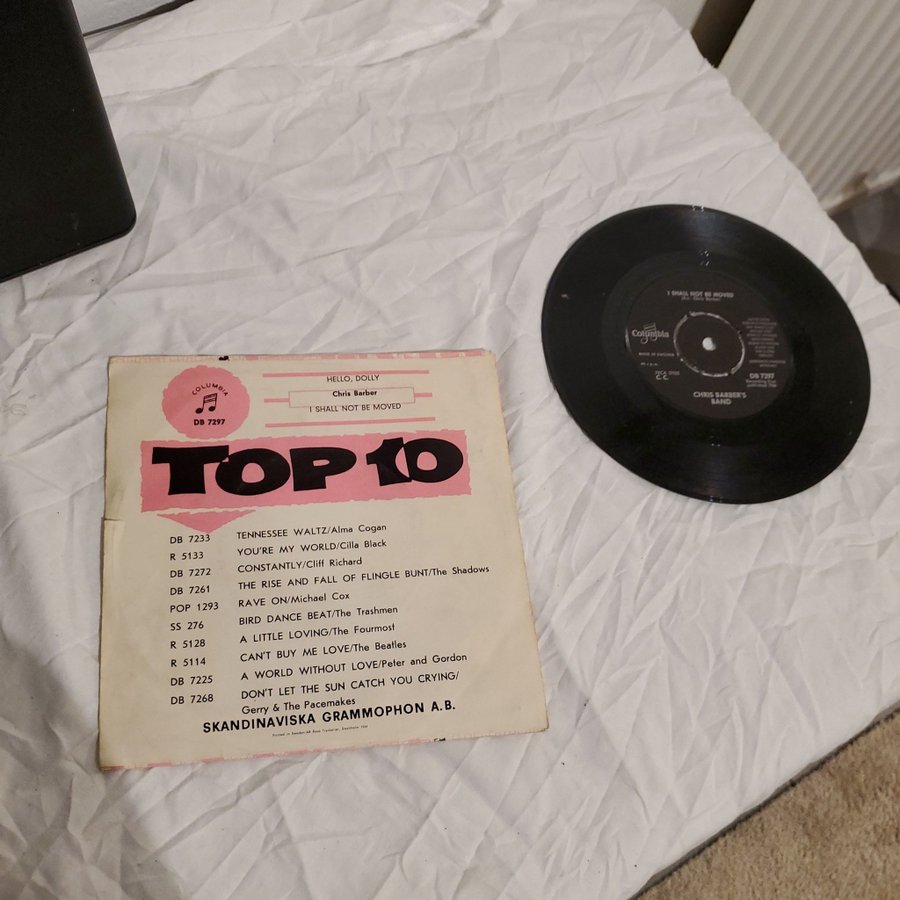 COLUMBIA
DB 7297
HELLO, DOLLY
Chris Barber
I SHALL NOT BE MOVED
TOP 10
DB 7233 TENNESSEE WALTZ/Alma Cogan
R 5133 YOU'RE MY WORLD/Cilla Black
DB 7272 CONSTANTLY/Cliff Richard
DB 7261 THE RISE AND FALL OF FLINGLE BUNT/The Shadows
POP 1293 RAVE ON/Michael Cox
SS 276 BIRD DANCE BEAT/The Trashmen
R 5128 A LITTLE LOVING/The Fourmost
R 5114 CAN'T BUY ME LOVE/The Beatles
DB 7225 A WORLD WITHOUT LOVE/Peter and Gordon
DB 7268 DON'T LET THE SUN CATCH YOU CRYING/
Gerry & The Pacemakes
SKANDINAVISKA GRAMMOPHON A.B.
I SHALL NOT BE MOVED
Chris Barber
Columbia
MADE IN SWEDEN
DB 7297
CHRIS BARBER'S
BAND